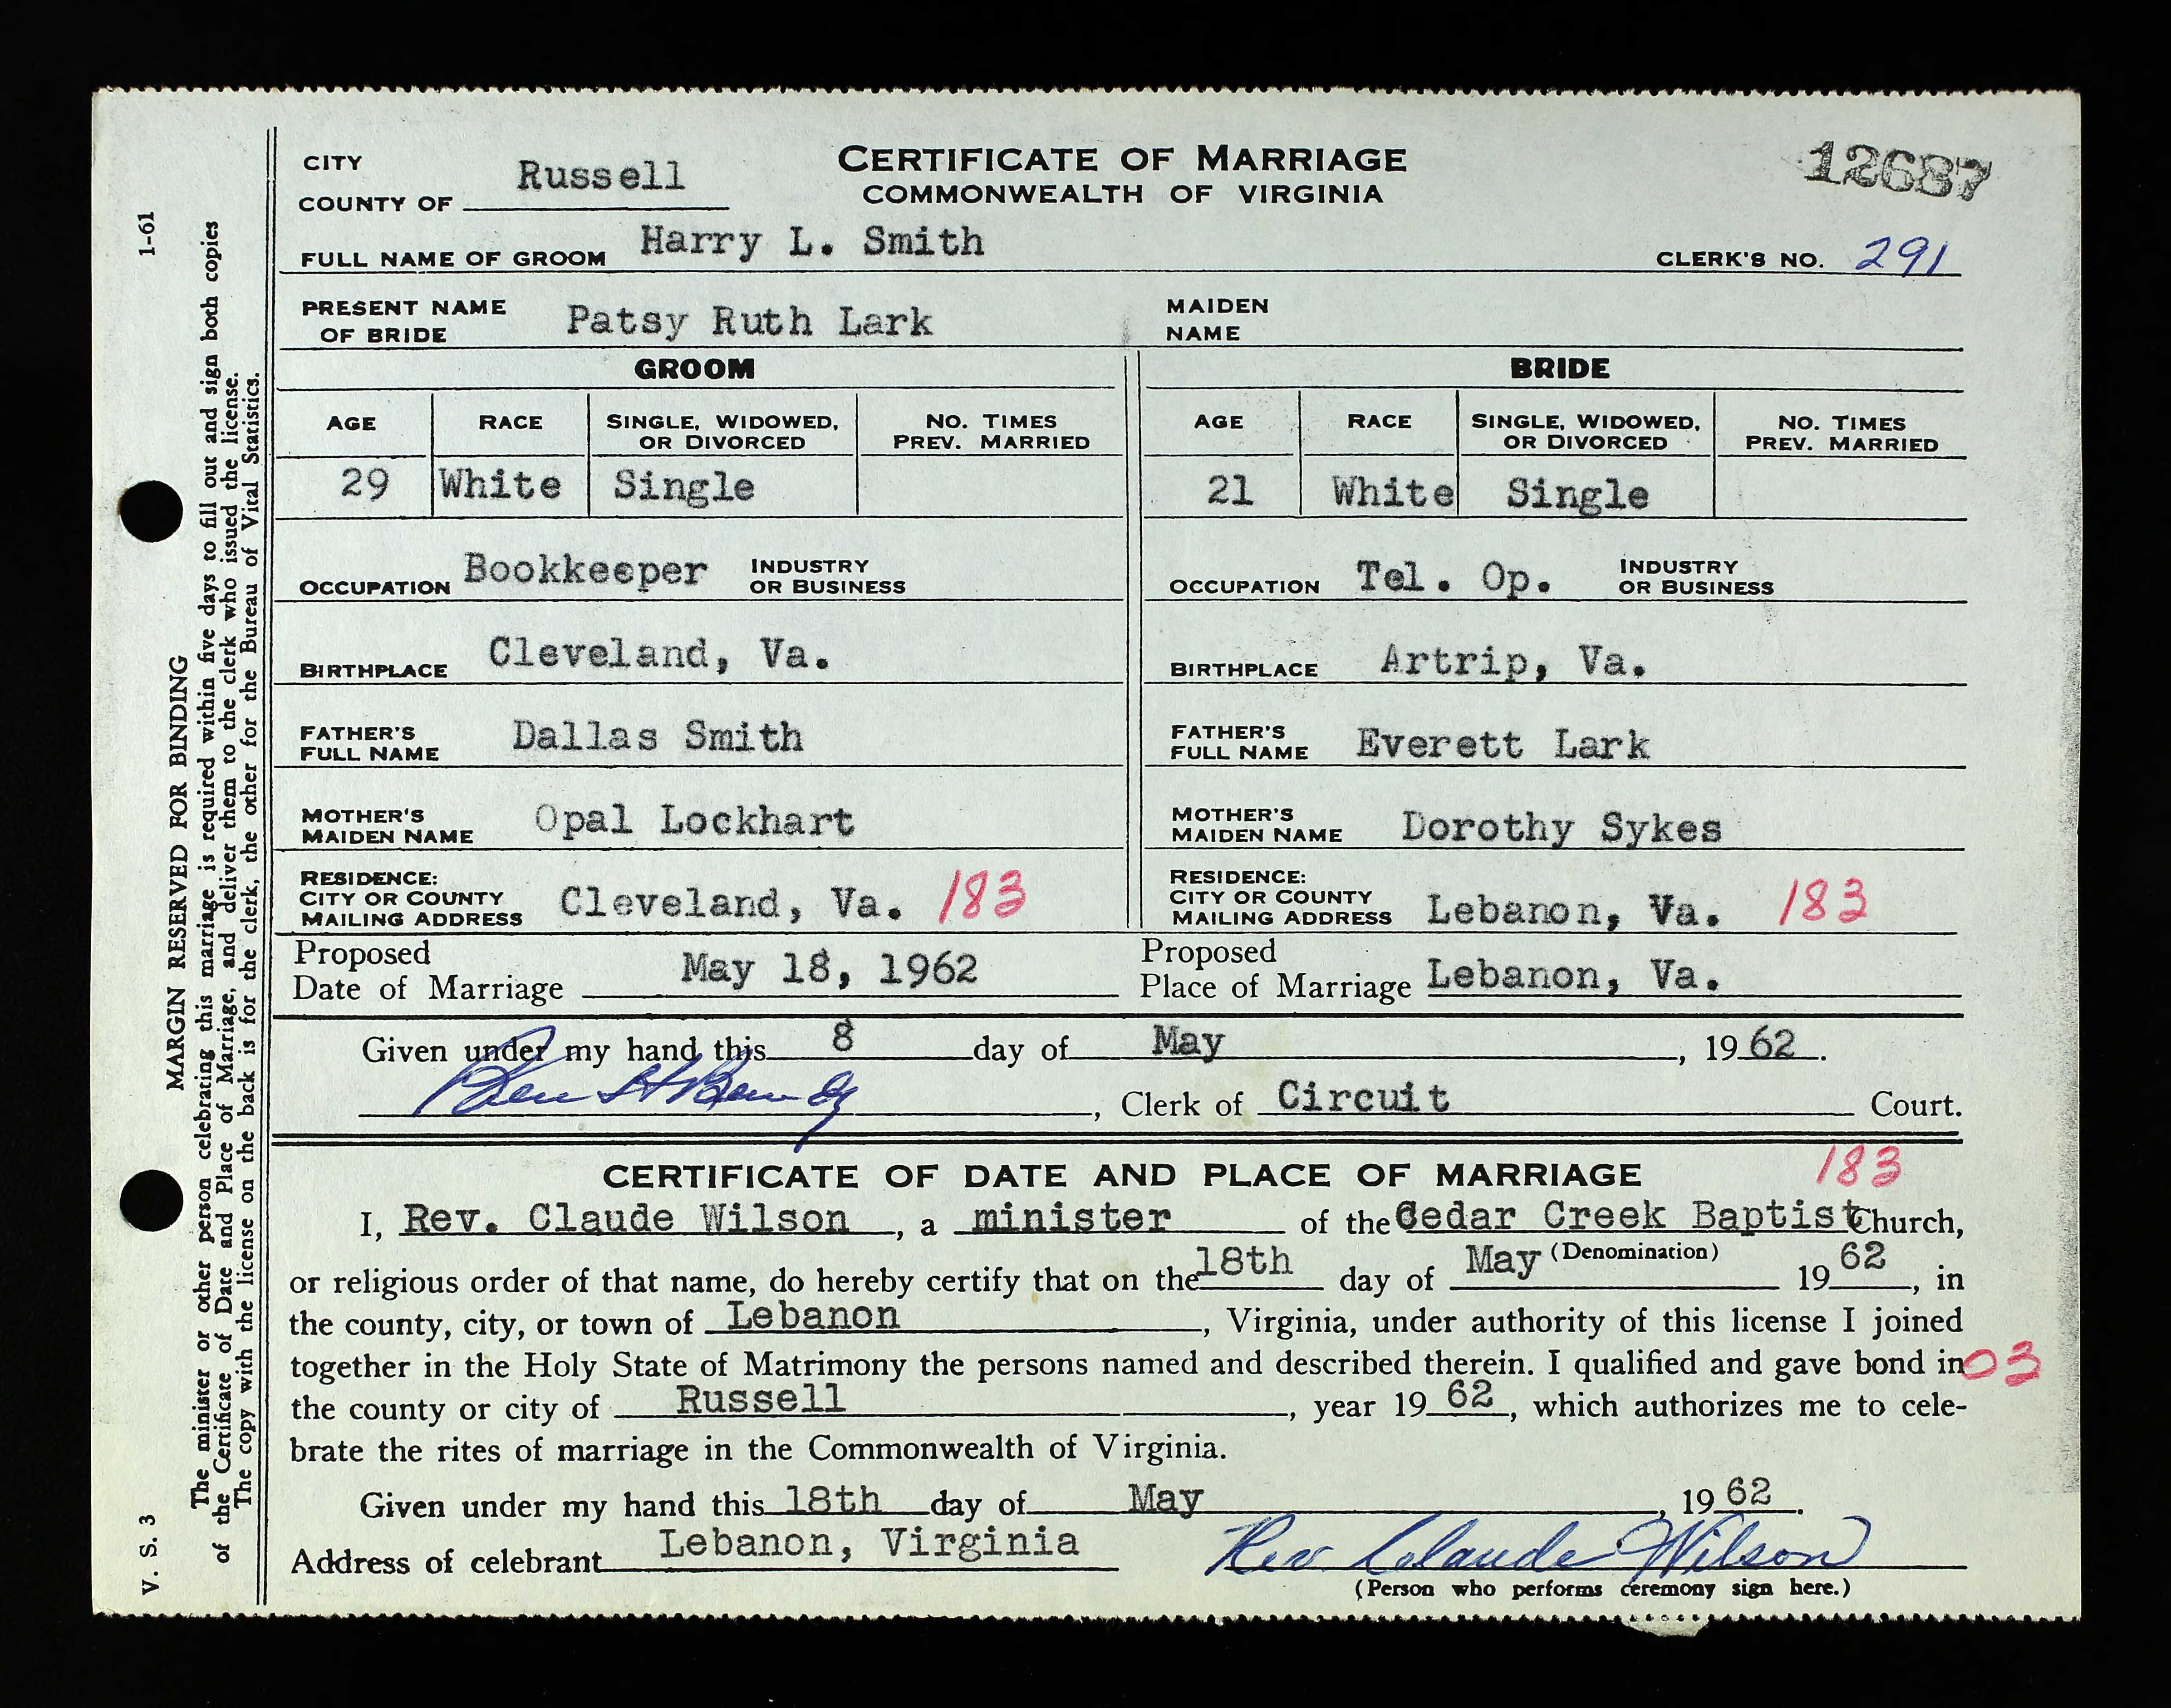 CERTIFICATE OF MARRIAGE
COMMONWEALTH OF VIRGINIA
12687
CITY
COUNTY OF Russell
FULL NAME OF GROOM Harry L. Smith CLERK'S NO. 291
PRESENT NAME OF BRIDE Patsy Ruth Lark MAIDEN NAME
GROOM BRIDE
AGE RACE SINGLE, WIDOWED, OR DIVORCED NO. TIMES PREV. MARRIED AGE RACE SINGLE, WIDOWED, OR DIVORCED NO. TIMES PREV. MARRIED
29 White Single 21 White Single
OCCUPATION Bookkeeper INDUSTRY OR BUSINESS OCCUPATION Tel. Op. INDUSTRY OR BUSINESS
BIRTHPLACE Cleveland, Va. BIRTHPLACE Artrip, Va.
FATHER'S FULL NAME Dallas Smith FATHER'S FULL NAME Everett Lark
MOTHER'S MAIDEN NAME Opal Lockhart MOTHER'S MAIDEN NAME Dorothy Sykes
RESIDENCE: CITY OR COUNTY MAILING ADDRESS Cleveland, Va. 183 RESIDENCE: CITY OR COUNTY MAILING ADDRESS Lebanon, Va. 183
Proposed Date of Marriage May 18, 1962 Proposed Place of Marriage Lebanon, Va.
Given under my hand this 8 day of May, 1962.
, Clerk of Circuit Court.
CERTIFICATE OF DATE AND PLACE OF MARRIAGE 183
I, Rev. Claude Wilson, a minister of the Cedar Creek Baptist Church,
(Denomination)
or religious order of that name, do hereby certify that on the 18th day of May 1962, in
the county, city, or town of Lebanon, Virginia, under authority of this license I joined
together in the Holy State of Matrimony the persons named and described therein. I qualified and gave bond in 03
the county or city of Russell, year 1962, which authorizes me to cele-
brate the rites of marriage in the Commonwealth of Virginia.
Given under my hand this 18th day of May, 1962.
Address of celebrant Lebanon, Virginia Rev Claude Wilson
(Person who performs ceremony sign here.)
V. S. 3 1-61
MARGIN RESERVED FOR BINDING
The minister or other person celebrating this marriage is required within five days to fill out and sign both copies
of the Certificate of Date and Place of Marriage, and deliver them to the clerk who issued the license.
The copy with the license on the back is for the clerk, the other for the Bureau of Vital Statistics.